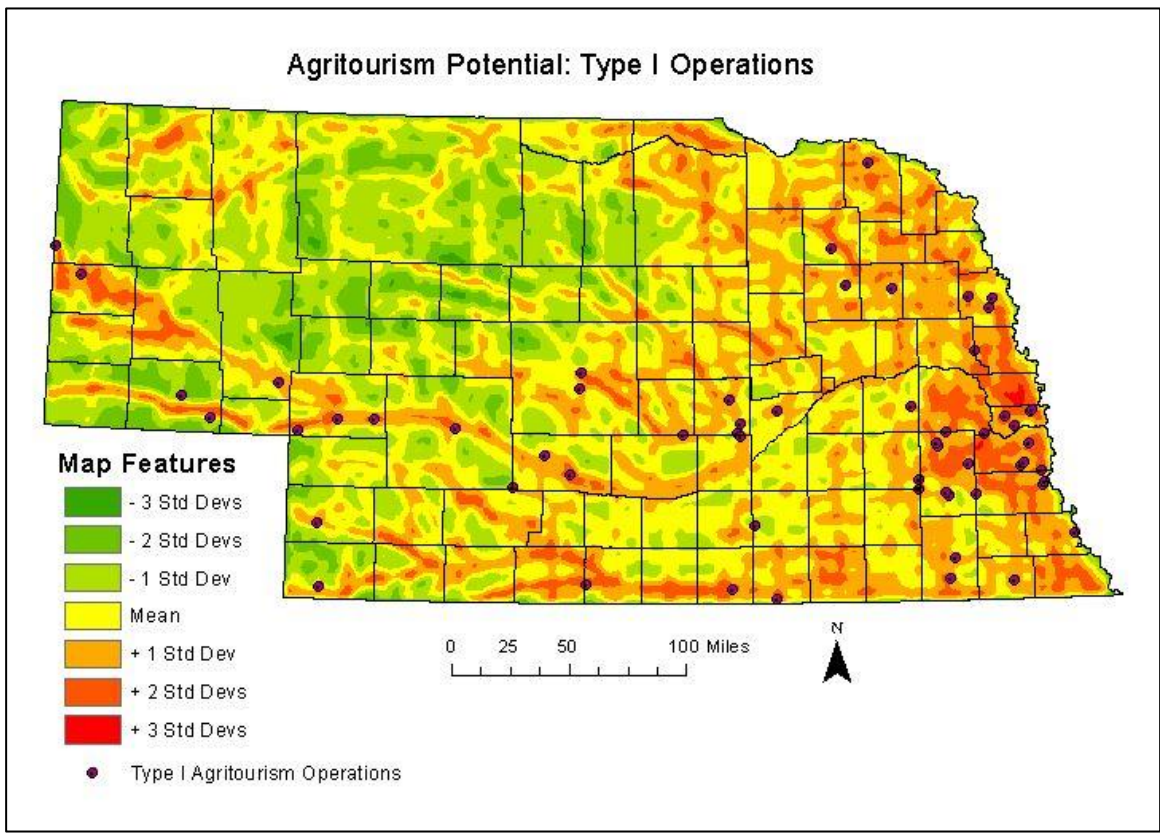 Agritourism Potential: Type I Operations
Map Features
- 3 Std Devs
- 2 Std Devs
- 1 Std Dev
Mean
+ 1 Std Dev
+ 2 Std Devs
+ 3 Std Devs
Type I Agritourism Operations
0 25 50 100 Miles
N